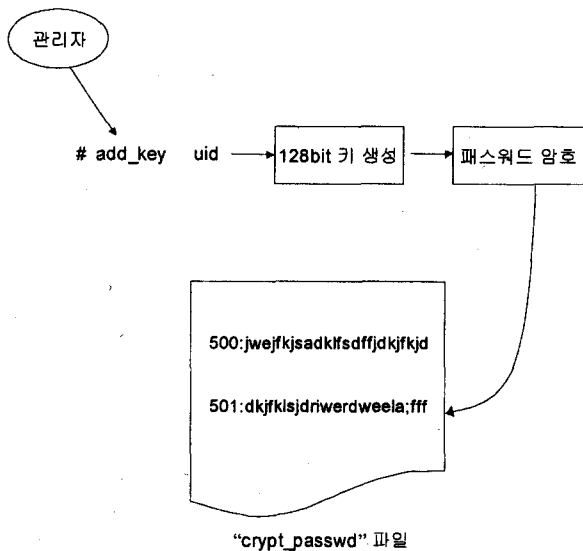 관리자
# add_key uid
128bit 키 생성
패스워드 암호
500:jwejfkjsadklfsdffjdkjfkjd
501:dkjfklsjdriwerdweela;fff
“crypt_passwd” 파일